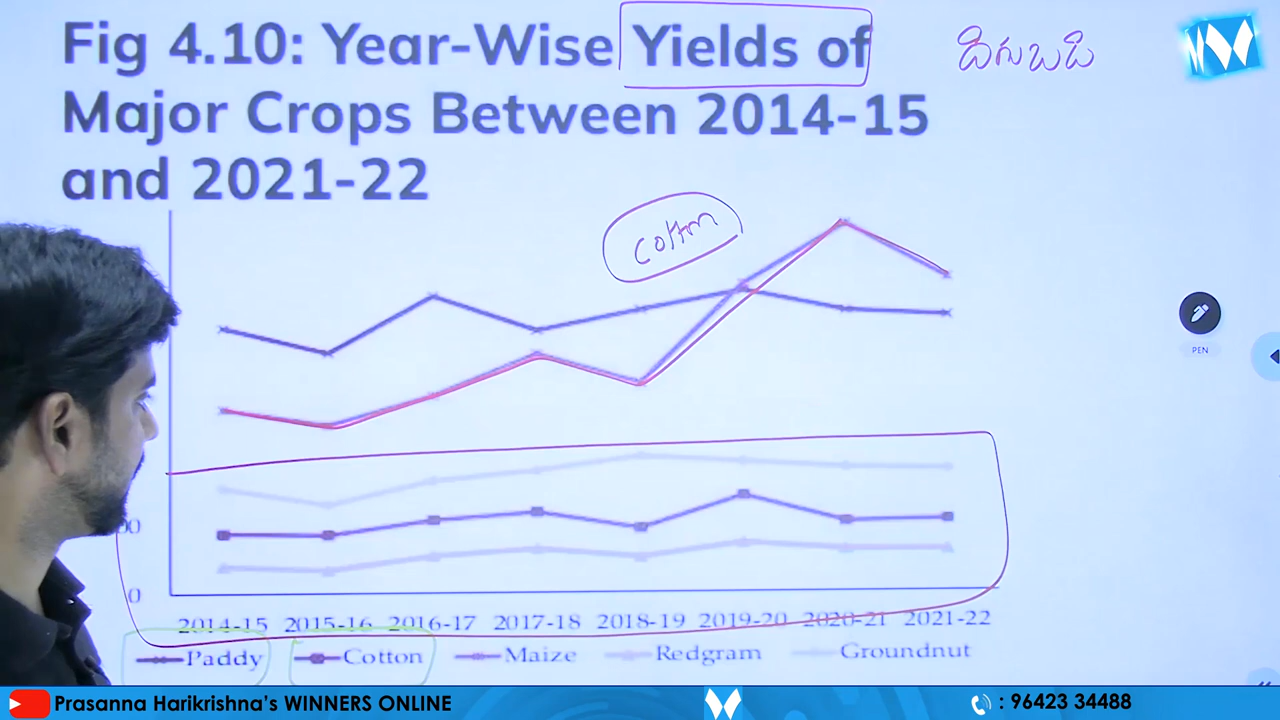 Fig 4.10: Year-Wise Yields of
Major Crops Between 2014-15
and 2021-22
దిగుబడి
cotton
PEN
0
2014-15 2015-16 2016-17 2017-18 2018-19 2019-20 2020-21 2021-22
Paddy Cotton Maize Redgram Groundnut
Prasanna Harikrishna's WINNERS ONLINE
: 96423 34488